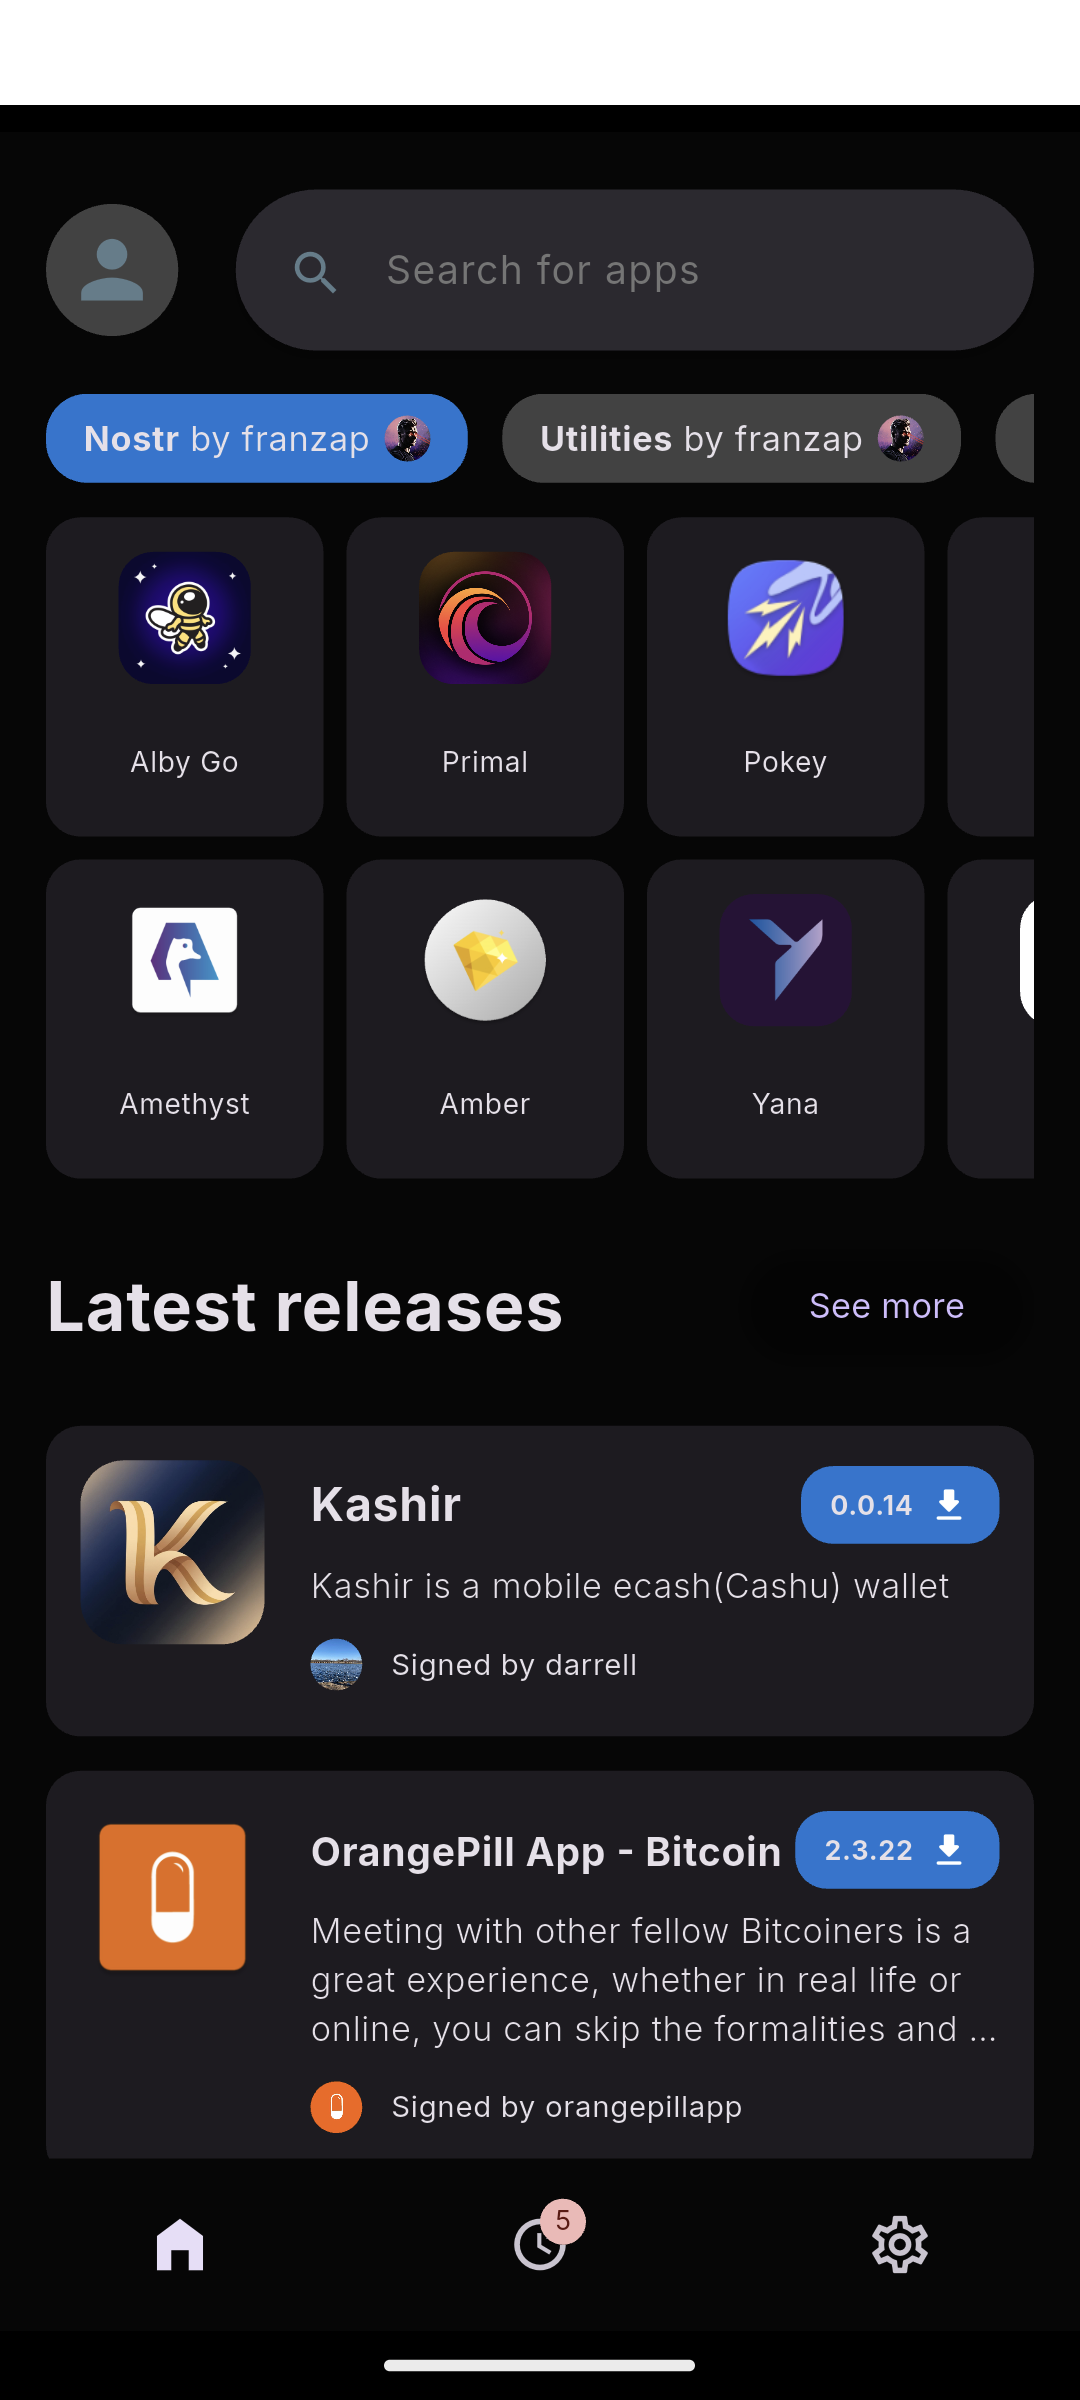 Search for apps
Nostr by franzap
Utilities by franzap
Alby Go
Primal
Pokey
Amethyst
Amber
Yana
Latest releases
See more
Kashir
0.0.14
Kashir is a mobile ecash(Cashu) wallet
Signed by darrell
OrangePill App - Bitcoin
2.3.22
Meeting with other fellow Bitcoiners is a
great experience, whether in real life or
online, you can skip the formalities and ...
Signed by orangepillapp
5